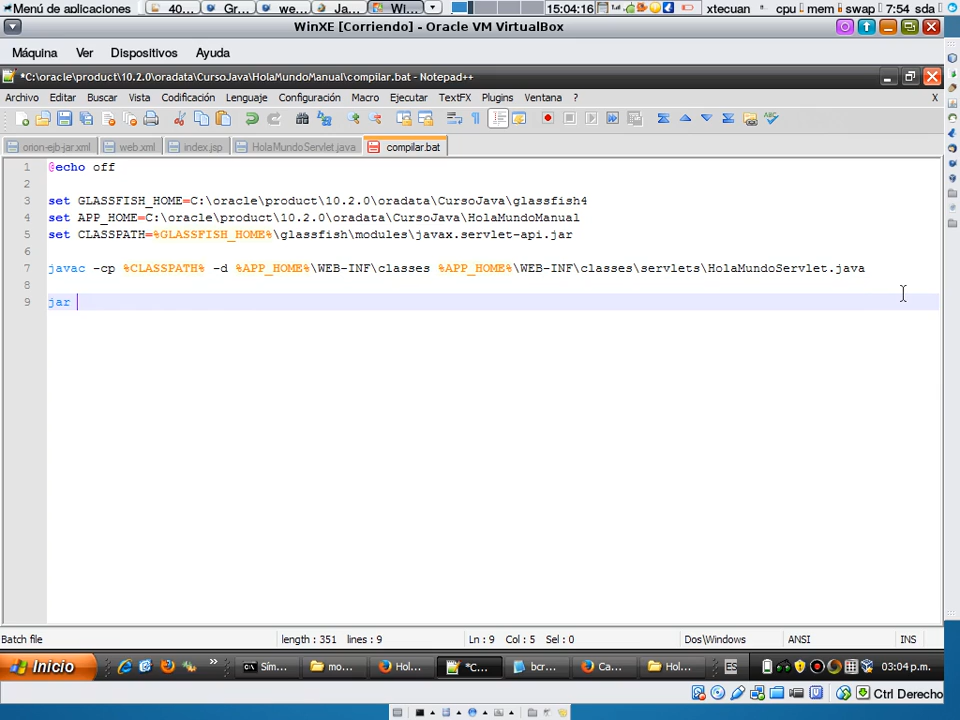 Menú de aplicaciones 40... Gr... we... Ja... WI... 15:04:16 xtecuan cpu mem swap 7:54 sda
WinXE [Corriendo] - Oracle VM VirtualBox
Máquina Ver Dispositivos Ayuda
*C:\oracle\product\10.2.0\oradata\CursoJava\HolaMundoManual\compilar.bat - Notepad++
Archivo Editar Buscar Vista Codificación Lenguaje Configuración Macro Ejecutar TextFX Plugins Ventana ? X
orion-ejb-jar.xml web.xml index.jsp HolaMundoServlet.java compilar.bat
1 @echo off
2
3 set GLASSFISH_HOME=C:\oracle\product\10.2.0\oradata\CursoJava\glassfish4
4 set APP_HOME=C:\oracle\product\10.2.0\oradata\CursoJava\HolaMundoManual
5 set CLASSPATH=%GLASSFISH_HOME%\glassfish\modules\javax.servlet-api.jar
6
7 javac -cp %CLASSPATH% -d %APP_HOME%\WEB-INF\classes %APP_HOME%\WEB-INF\classes\servlets\HolaMundoServlet.java
8
9 jar
Batch file length : 351 lines : 9 Ln : 9 Col : 5 Sel : 0 Dos\Windows ANSI INS
Inicio » Sím... mo... Hol... *C... bcr... Ca... Hol... ES 03:04 p.m.
Ctrl Derecho